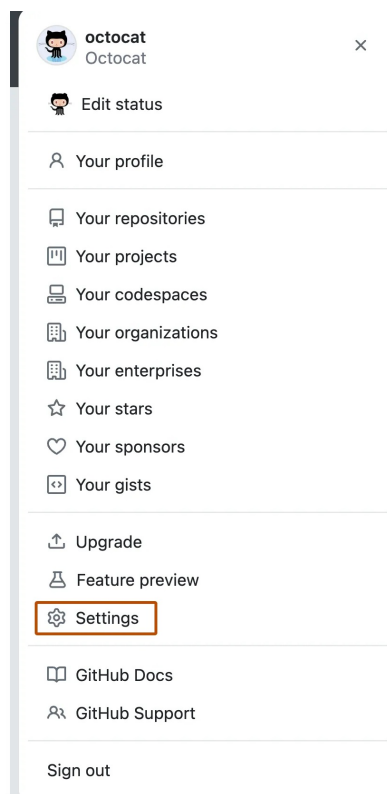 octocat
Octocat
Edit status
Your profile
Your repositories
Your projects
Your codespaces
Your organizations
Your enterprises
Your stars
Your sponsors
Your gists
Upgrade
Feature preview
Settings
GitHub Docs
GitHub Support
Sign out